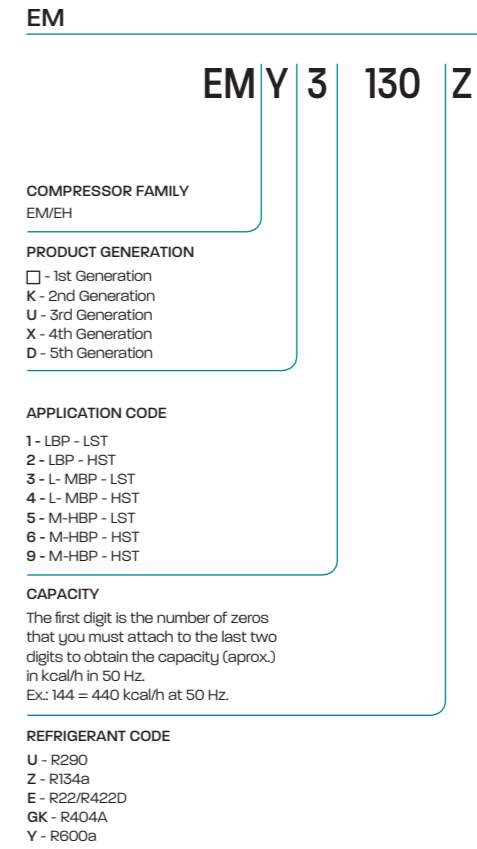 EM
EM Y 3 130 Z
COMPRESSOR FAMILY
EM/EH
PRODUCT GENERATION
□ - 1st Generation
K - 2nd Generation
U - 3rd Generation
X - 4th Generation
D - 5th Generation
APPLICATION CODE
1 - LBP - LST
2 - LBP - HST
3 - L- MBP - LST
4 - L- MBP - HST
5 - M-HBP - LST
6 - M-HBP - HST
9 - M-HBP - HST
CAPACITY
The first digit is the number of zeros
that you must attach to the last two
digits to obtain the capacity (aprox.)
in kcal/h in 50 Hz.
Ex.: 144 = 440 kcal/h at 50 Hz.
REFRIGERANT CODE
U - R290
Z - R134a
E - R22/R422D
GK - R404A
Y - R600a